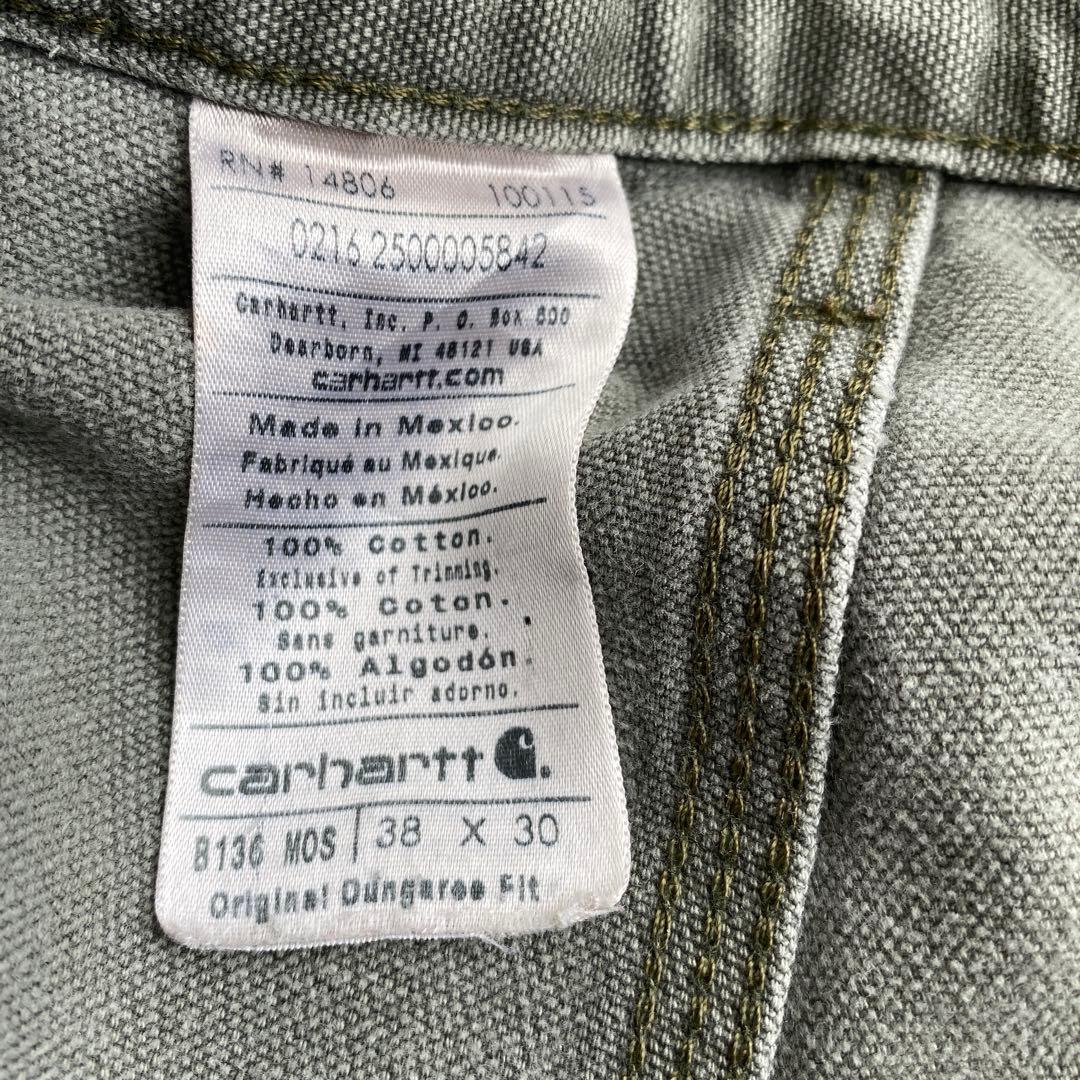 RN# 14806 100115
0216 2500005842
Carhartt, Inc. P. O. Box 600
Dearborn, MI 48121 USA
carhartt.com
Made in Mexico.
Fabriqué au Mexique.
Hecho en México.
100% Cotton.
Exclusive of Trimming.
100% Coton.
Sans garniture.
100% Algodón.
Sin incluir adorno.
carhartt
B136 MOS 38 X 30
Original Dungaree Fit